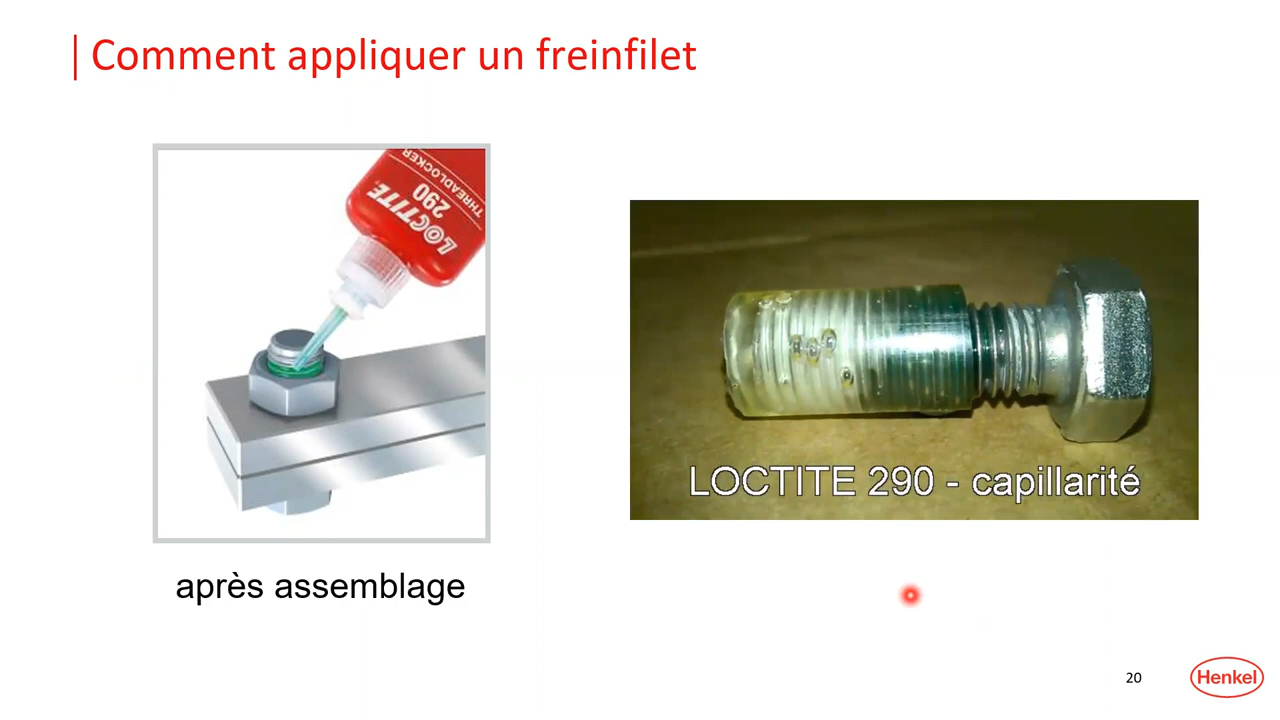 Comment appliquer un freinfilet
LOCTITE
290
THREADLOCKER
LOCTITE 290 - capillarité
après assemblage
20
Henkel